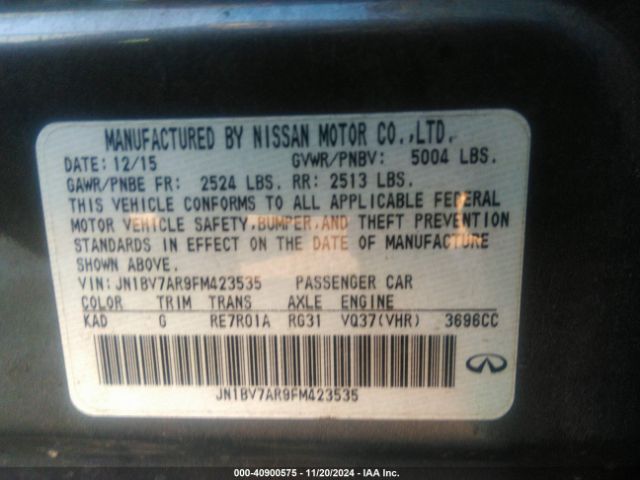 MANUFACTURED BY NISSAN MOTOR CO.,LTD.
DATE: 12/15 GVWR/PNBV: 5004 LBS.
GAWR/PNBE FR: 2524 LBS. RR: 2513 LBS.
THIS VEHICLE CONFORMS TO ALL APPLICABLE FEDERAL
MOTOR VEHICLE SAFETY,BUMPER,AND THEFT PREVENTION
STANDARDS IN EFFECT ON THE DATE OF MANUFACTURE
SHOWN ABOVE.
VIN: JN1BV7AR9FM423535 PASSENGER CAR
COLOR TRIM TRANS AXLE ENGINE
KAD G RE7R01A RG31 VQ37(VHR) 3696CC
JN1BV7AR9FM423535
000-40900575 - 11/20/2024 - IAA Inc.